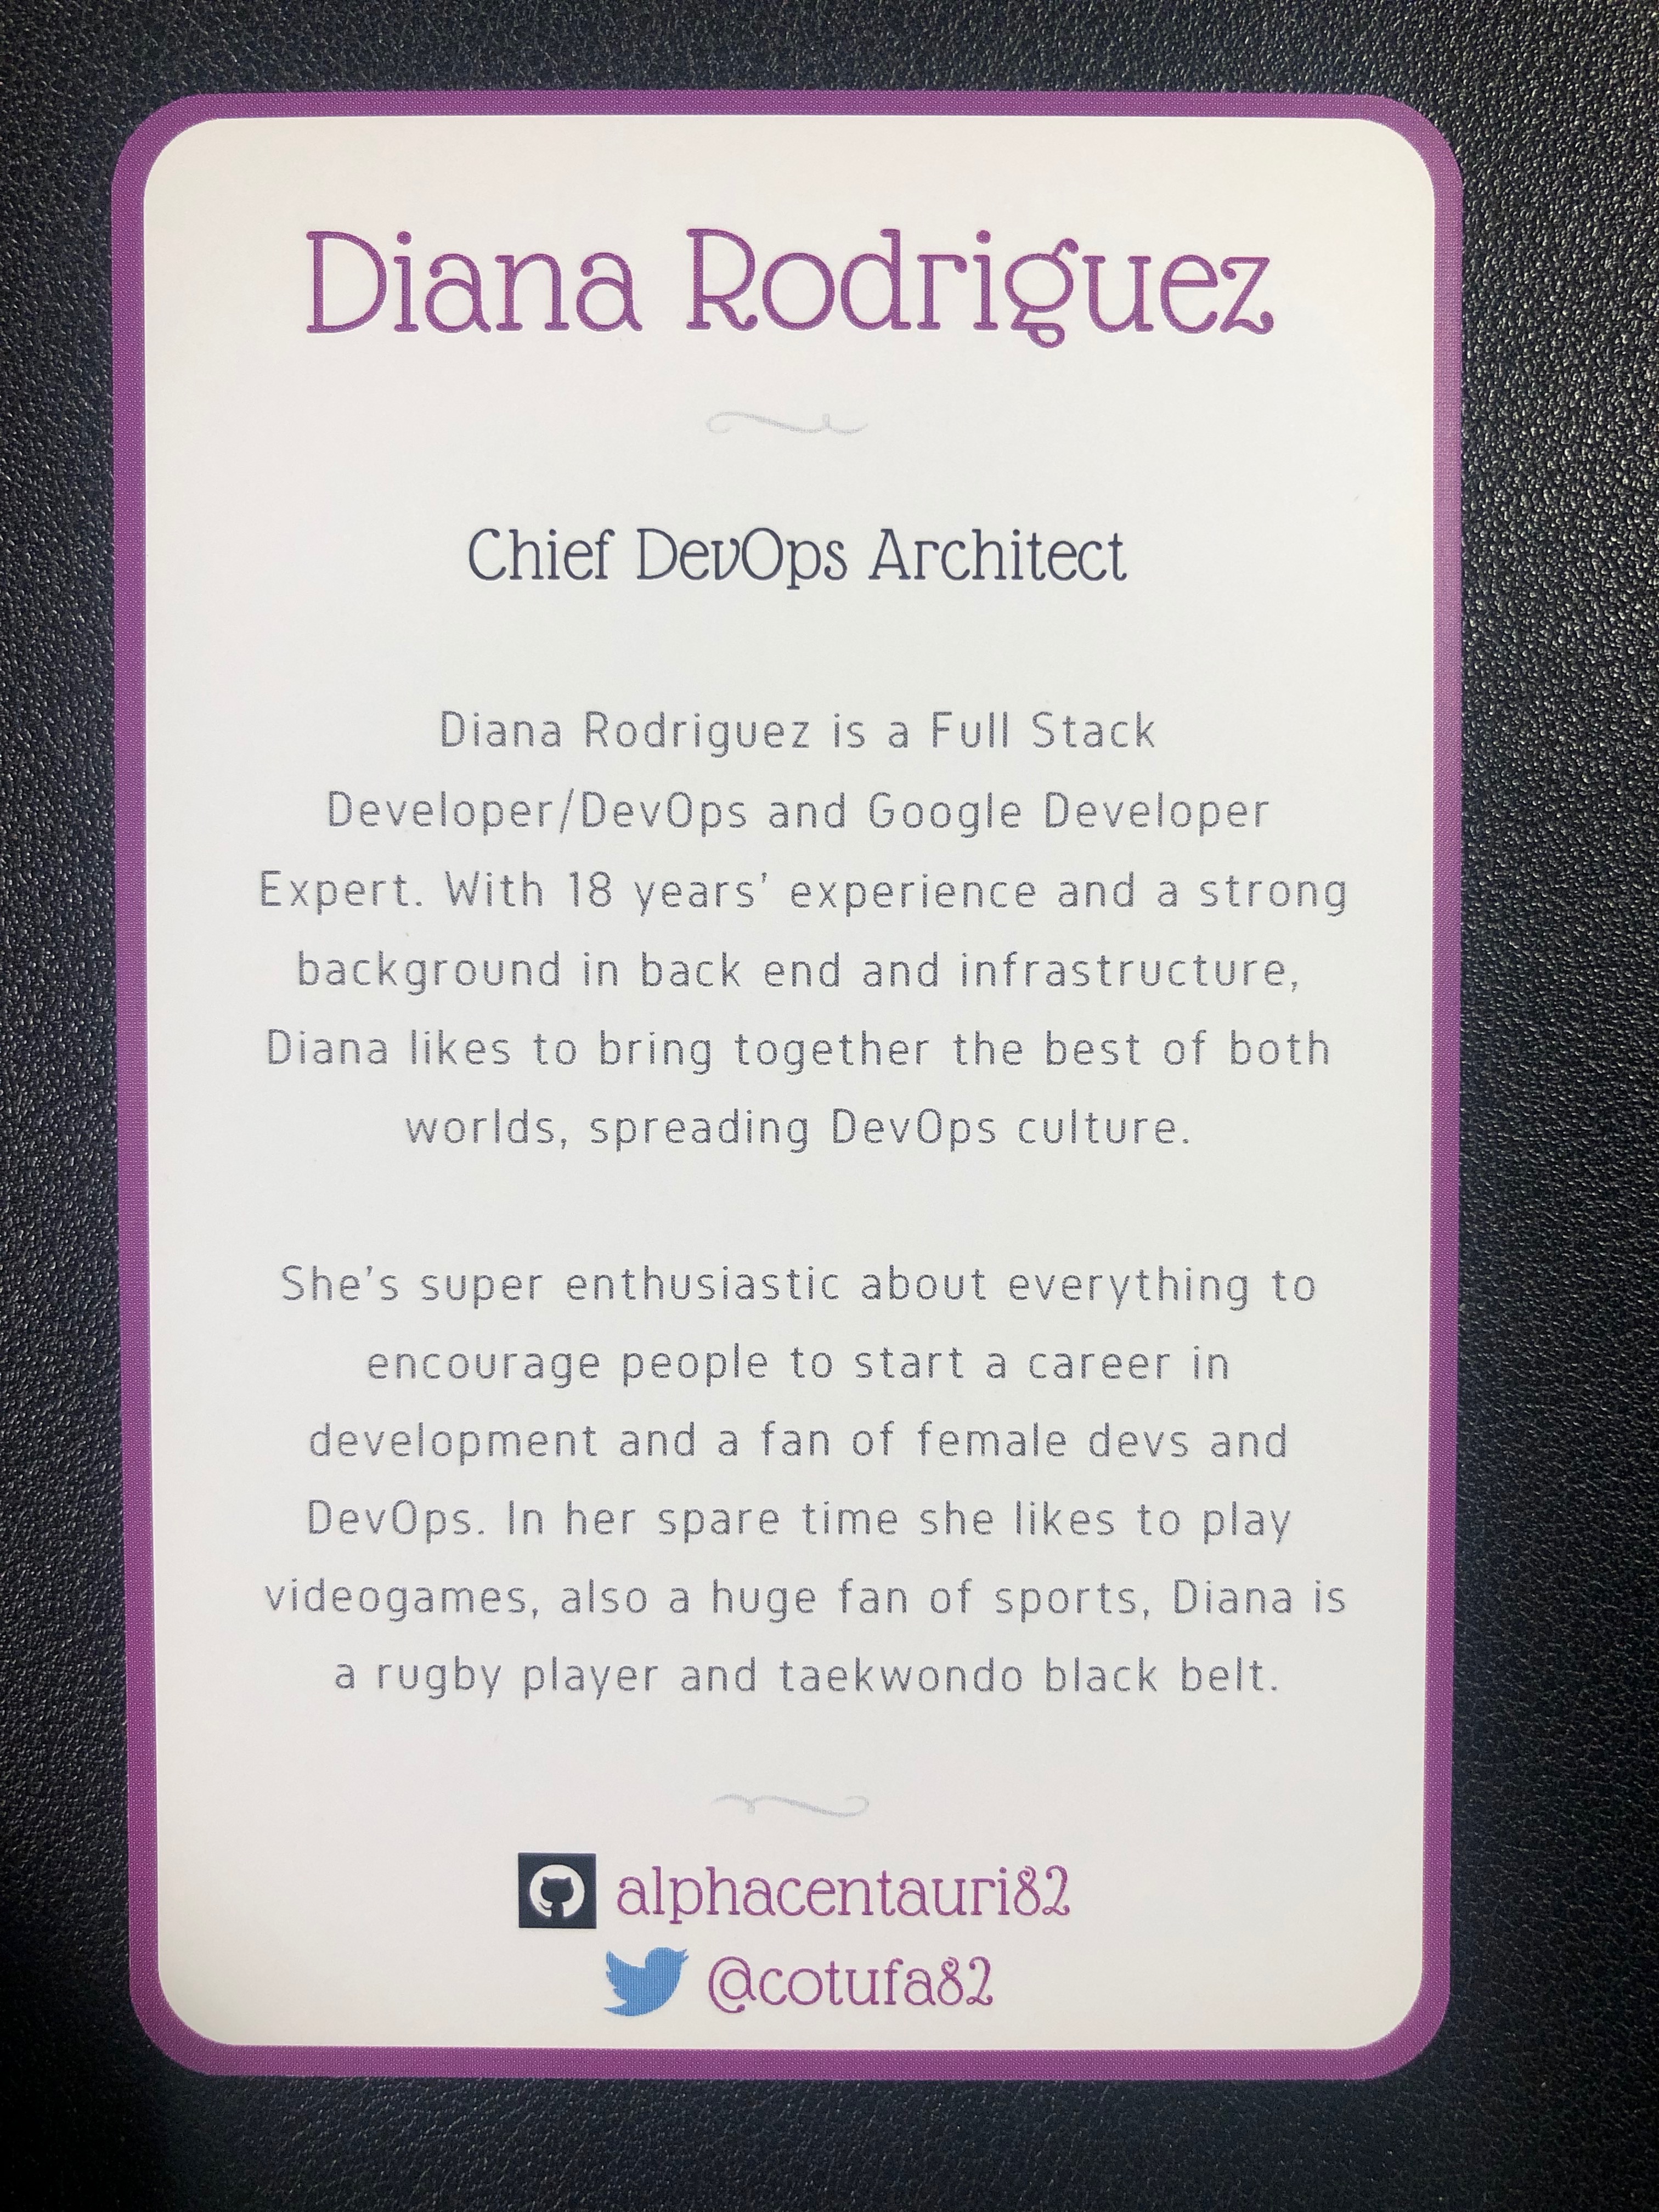 Diana Rodriguez
Chief DevOps Architect
Diana Rodriguez is a Full Stack
Developer/DevOps and Google Developer
Expert. With 18 years’ experience and a strong
background in back end and infrastructure,
Diana likes to bring together the best of both
worlds, spreading DevOps culture.
She’s super enthusiastic about everything to
encourage people to start a career in
development and a fan of female devs and
DevOps. In her spare time she likes to play
videogames, also a huge fan of sports, Diana is
a rugby player and taekwondo black belt.
alphacentauri82
@cotufa82